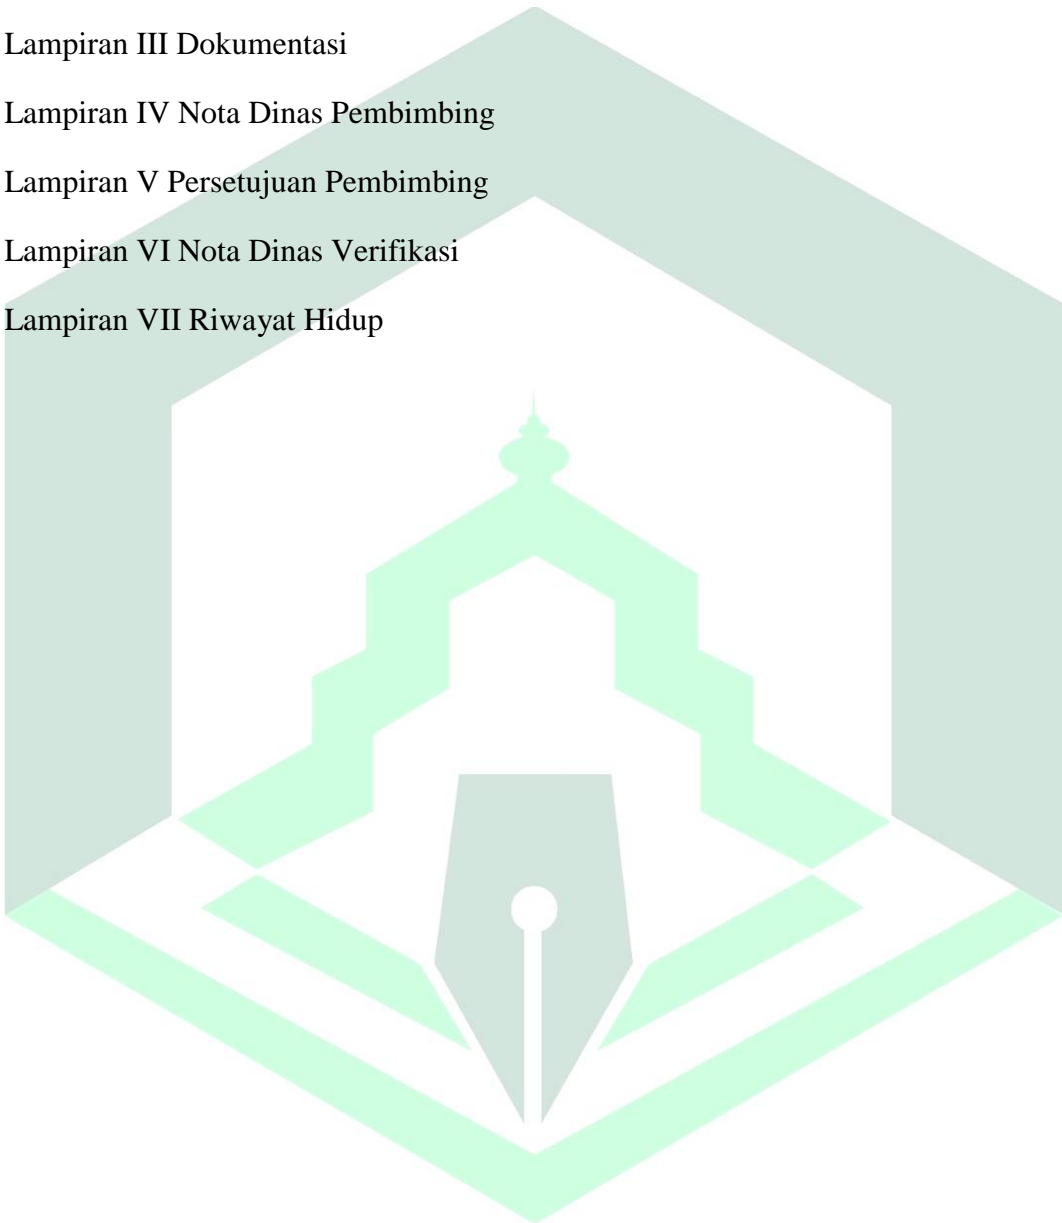 Lampiran III Dokumentasi
Lampiran IV Nota Dinas Pembimbing
Lampiran V Persetujuan Pembimbing
Lampiran VI Nota Dinas Verifikasi
Lampiran VII Riwayat Hidup